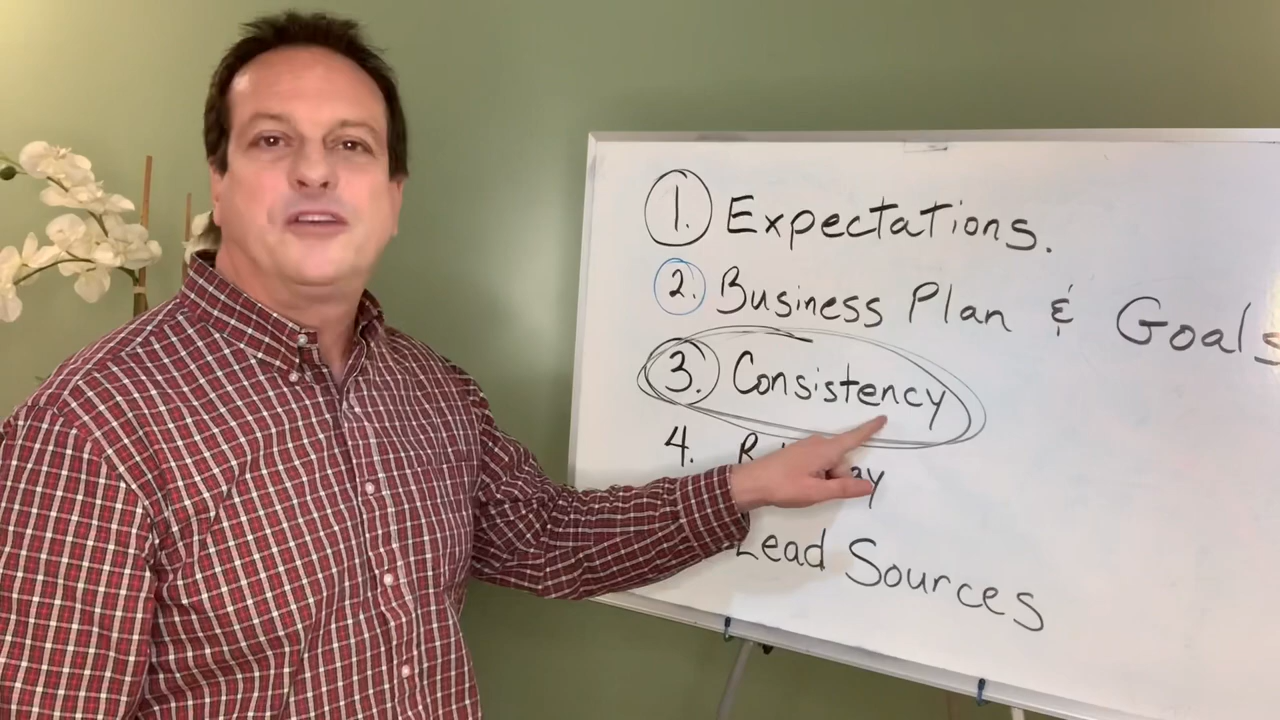 1. Expectations.
2. Business Plan & Goals
3. Consistency
4.
Lead Sources